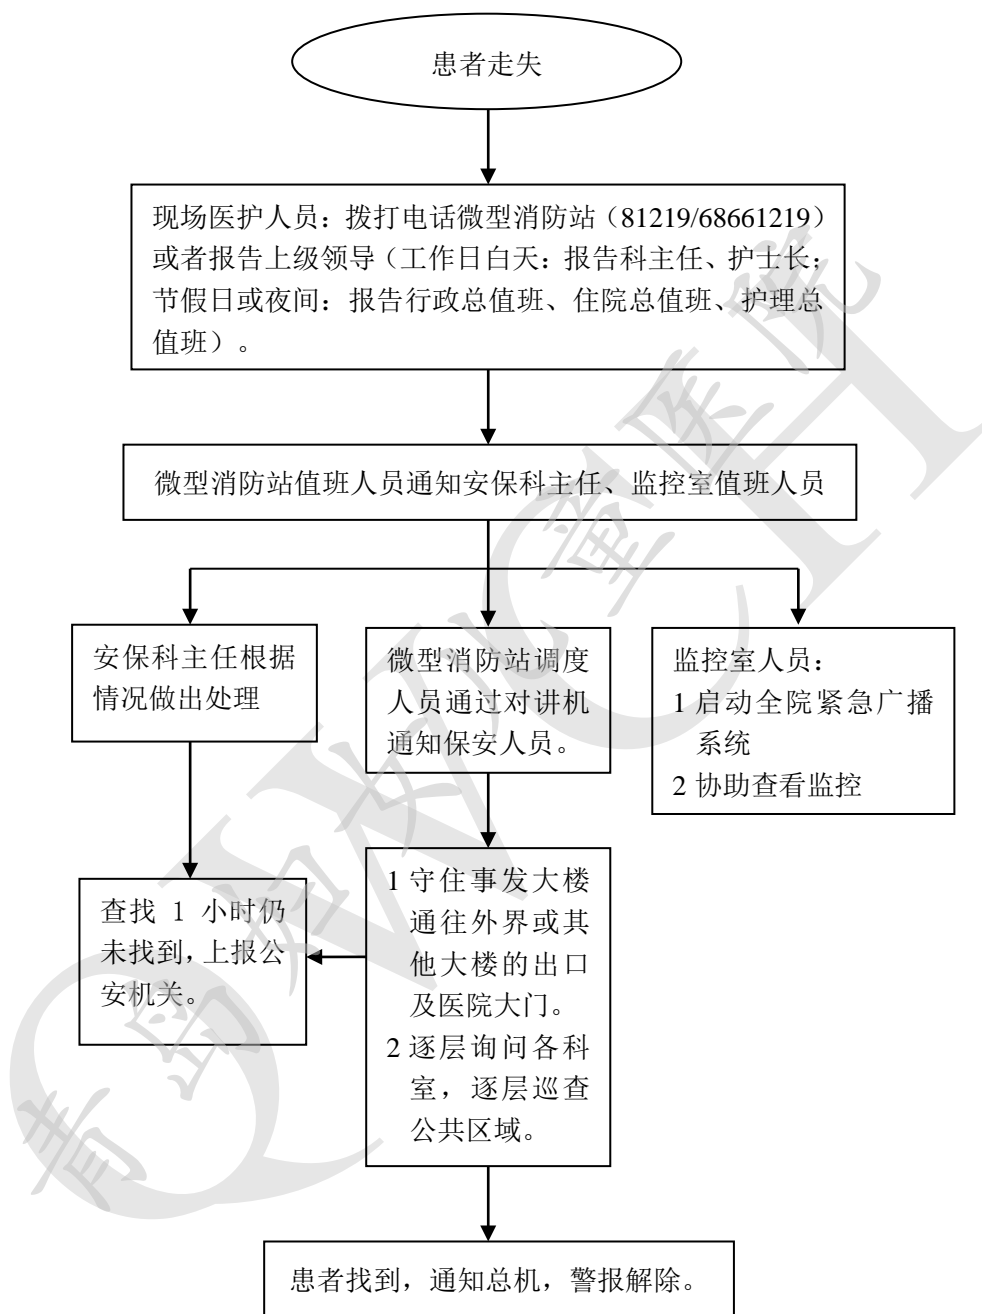 患者走失
现场医护人员：拨打电话微型消防站（81219/68661219）
或者报告上级领导（工作日白天：报告科主任、护士长；
节假日或夜间：报告行政总值班、住院总值班、护理总
值班）。
微型消防站值班人员通知安保科主任、监控室值班人员
安保科主任根据
情况做出处理
微型消防站调度
人员通过对讲机
通知保安人员。
监控室人员：
1 启动全院紧急广播
系统
2 协助查看监控
查找 1 小时仍
未找到，上报公
安机关。
1 守住事发大楼
通往外界或其
他大楼的出口
及医院大门。
2 逐层询问各科
室，逐层巡查
公共区域。
患者找到，通知总机，警报解除。
青岛妇女儿童医院
QWCH